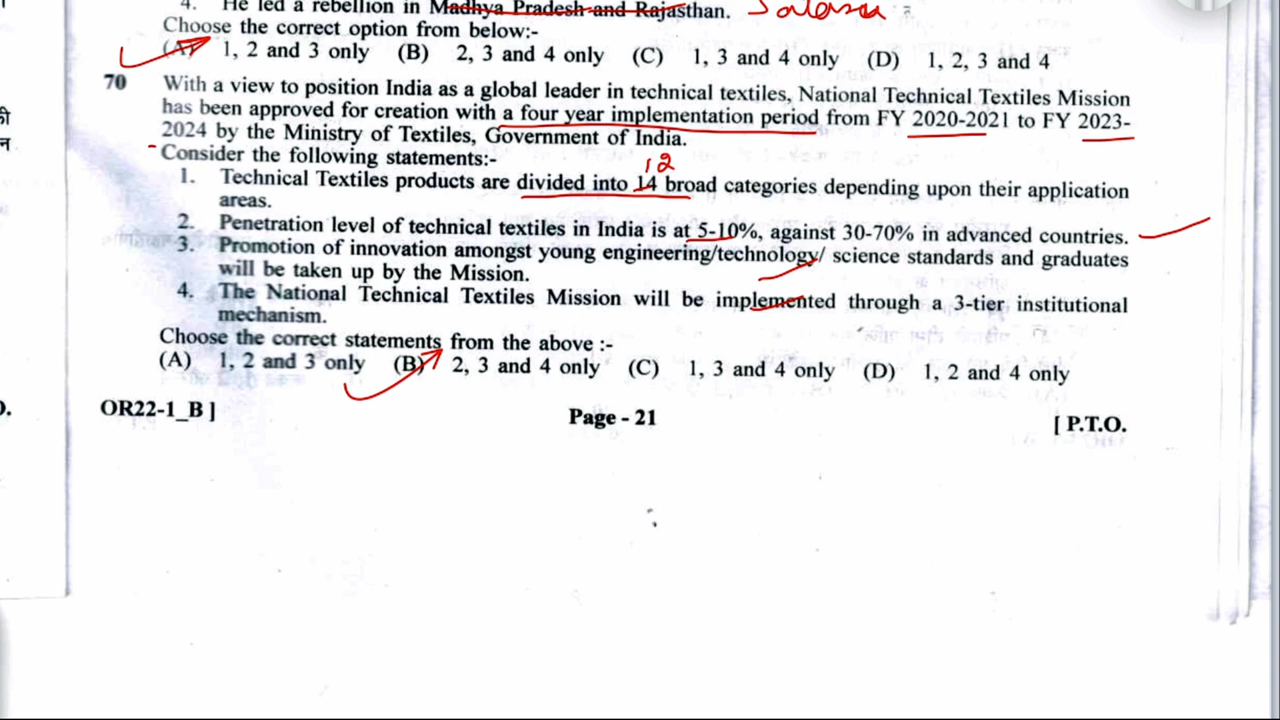 4. He led a rebellion in Madhya Pradesh and Rajasthan.
Choose the correct option from below:-
(A) 1, 2 and 3 only (B) 2, 3 and 4 only (C) 1, 3 and 4 only (D) 1, 2, 3 and 4
70 With a view to position India as a global leader in technical textiles, National Technical Textiles Mission
has been approved for creation with a four year implementation period from FY 2020-2021 to FY 2023-
2024 by the Ministry of Textiles, Government of India.
Consider the following statements:-
12
1. Technical Textiles products are divided into 14 broad categories depending upon their application
areas.
2. Penetration level of technical textiles in India is at 5-10%, against 30-70% in advanced countries.
3. Promotion of innovation amongst young engineering/technology/ science standards and graduates
will be taken up by the Mission.
4. The National Technical Textiles Mission will be implemented through a 3-tier institutional
mechanism.
Choose the correct statements from the above :-
(A) 1, 2 and 3 only (B) 2, 3 and 4 only (C) 1, 3 and 4 only (D) 1, 2 and 4 only
OR22-1_B ] Page - 21 [ P.T.O.